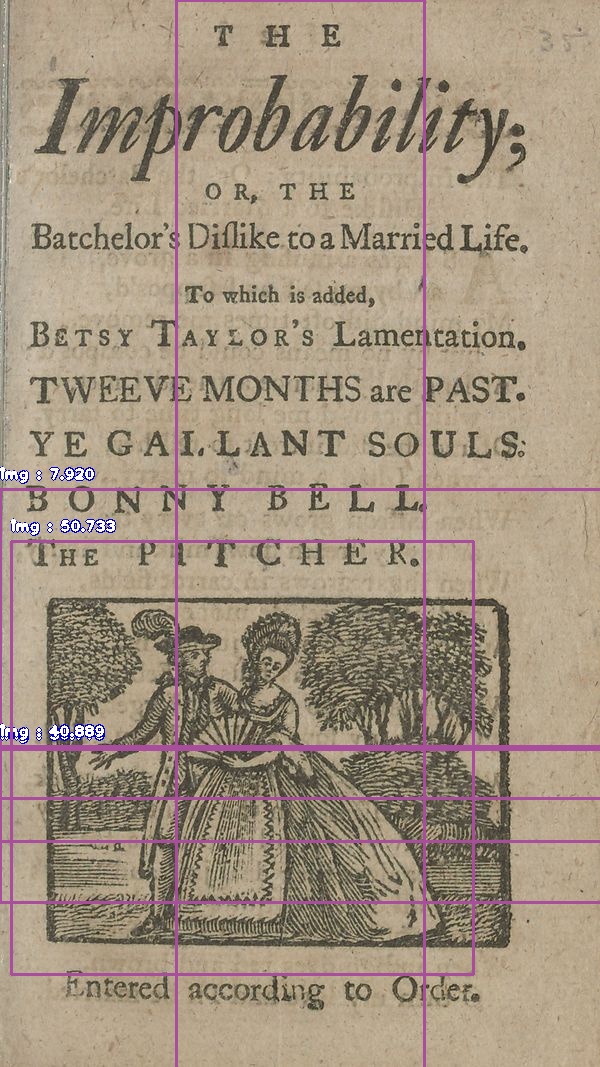 35
THE
Improbability;
OR, THE
Batchelor's Diſlike to a Married Life.
To which is added,
BETSY TAYLOR'S Lamentation.
TWEEVE MONTHS are PAST.
YE GALLANT SOULS:
BONNY BELL.
THE PITCHER.
Img : 7.920
Img : 50.733
Img : 40.889
Entered according to Order.